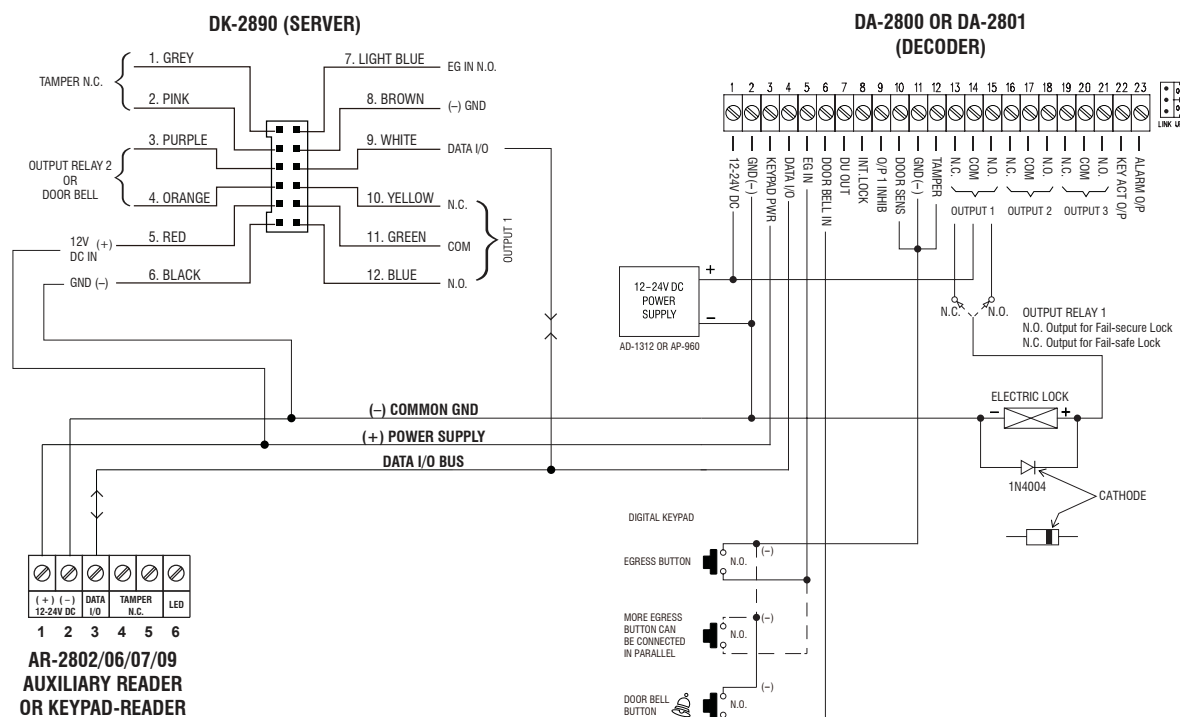 DK-2890 (SERVER)
1. GREY
2. PINK
3. PURPLE
4. ORANGE
5. RED
6. BLACK
TAMPER N.C.
OUTPUT RELAY 2
OR
DOOR BELL
12V (+)
DC IN
GND (–)
7. LIGHT BLUE
8. BROWN
9. WHITE
10. YELLOW
11. GREEN
12. BLUE
EG IN N.O.
(–) GND
DATA I/O
N.C.
COM
N.O.
OUTPUT 1
DA-2800 OR DA-2801
(DECODER)
1 2 3 4 5 6 7 8 9 10 11 12 13 14 15 16 17 18 19 20 21 22 23
12-24V DC
GND(–)
KEYPAD PWR
DATA I/O
EG IN
DOOR BELL IN
DU OUT
INT. LOCK
O/P 1 INHIB
DOOR SENS
GND(–)
TAMPER
N.C.
COM
N.O.
N.C.
COM
N.O.
N.C.
COM
N.O.
KEY ACT O/P
ALARM O/P
OUTPUT 1
OUTPUT 2
OUTPUT 3
12–24V DC
POWER
SUPPLY
+
–
AD-1312 OR AP-960
N.C.
N.O.
OUTPUT RELAY 1
N.O. Output for Fail-secure Lock
N.C. Output for Fail-safe Lock
ELECTRIC LOCK
– +
1N4004
CATHODE
(–) COMMON GND
(+) POWER SUPPLY
DATA I/O BUS
DIGITAL KEYPAD
EGRESS BUTTON
N.O.
(–)
MORE EGRESS
BUTTON CAN
BE CONNECTED
IN PARALLEL
N.O.
(–)
DOOR BELL
BUTTON
N.O.
(–)
(+) (–)
12-24V DC
DATA
I/O
TAMPER
N.C.
LED
1 2 3 4 5 6
AR-2802/06/07/09
AUXILIARY READER
OR KEYPAD-READER